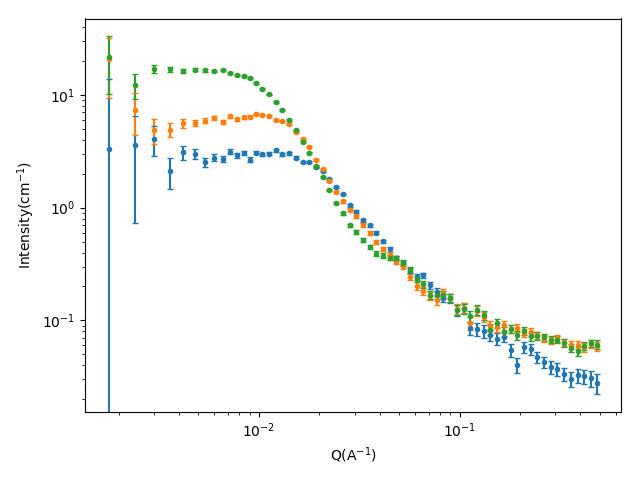 Intensity(cm⁻¹)
10¹
10⁰
10⁻¹
10⁻² 10⁻¹
Q(A⁻¹)